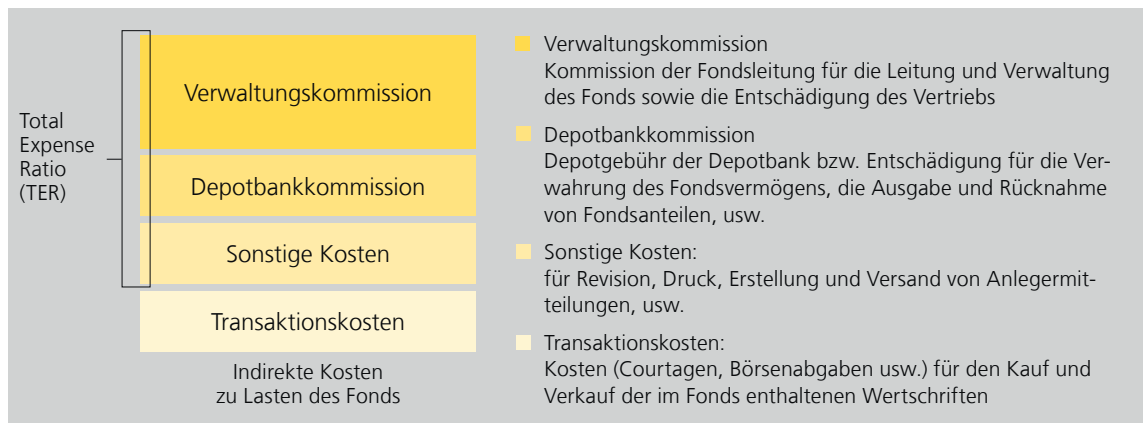 Total
Expense
Ratio
(TER)
Verwaltungskommission
Depotbankkommission
Sonstige Kosten
Transaktionskosten
Indirekte Kosten
zu Lasten des Fonds
Verwaltungskommission
Kommission der Fondsleitung für die Leitung und Verwaltung
des Fonds sowie die Entschädigung des Vertriebs
Depotbankkommission
Depotgebühr der Depotbank bzw. Entschädigung für die Ver-
wahrung des Fondsvermögens, die Ausgabe und Rücknahme
von Fondsanteilen, usw.
Sonstige Kosten:
für Revision, Druck, Erstellung und Versand von Anlegermit-
teilungen, usw.
Transaktionskosten:
Kosten (Courtagen, Börsenabgaben usw.) für den Kauf und
Verkauf der im Fonds enthaltenen Wertschriften